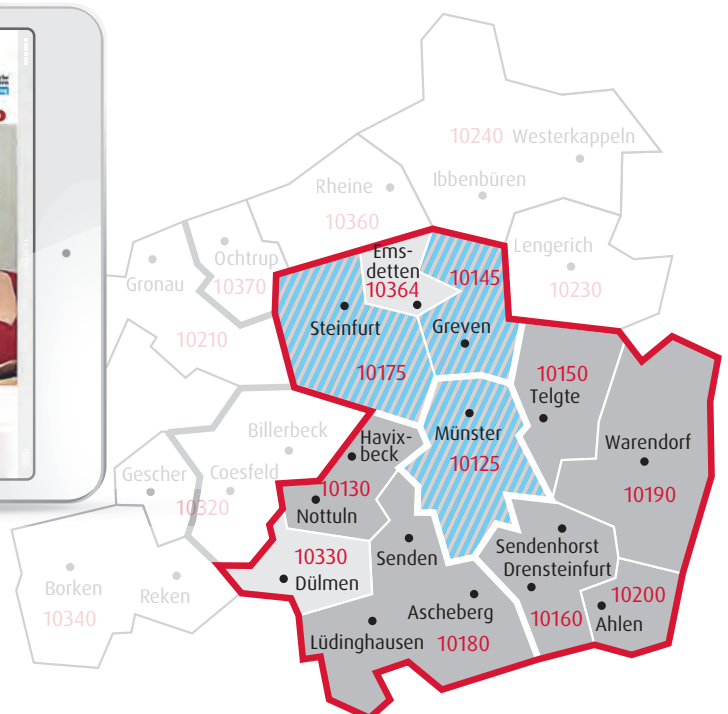 10240 Westerkappeln
Rheine
Ibbenbüren
10360
Lengerich
Ochtrup
Ems-
detten
10145
Gronau
10370
10364
10230
Steinfurt
Greven
10210
10175
10150
Telgte
Billerbeck
Havix-
beck
Münster
Warendorf
Gescher
Coesfeld
10125
10320
10130
10190
Nottuln
Sendenhorst
10330
Senden
Drensteinfurt
Borken
Reken
Dülmen
10200
10340
Ascheberg
10160
Ahlen
Lüdinghausen
10180